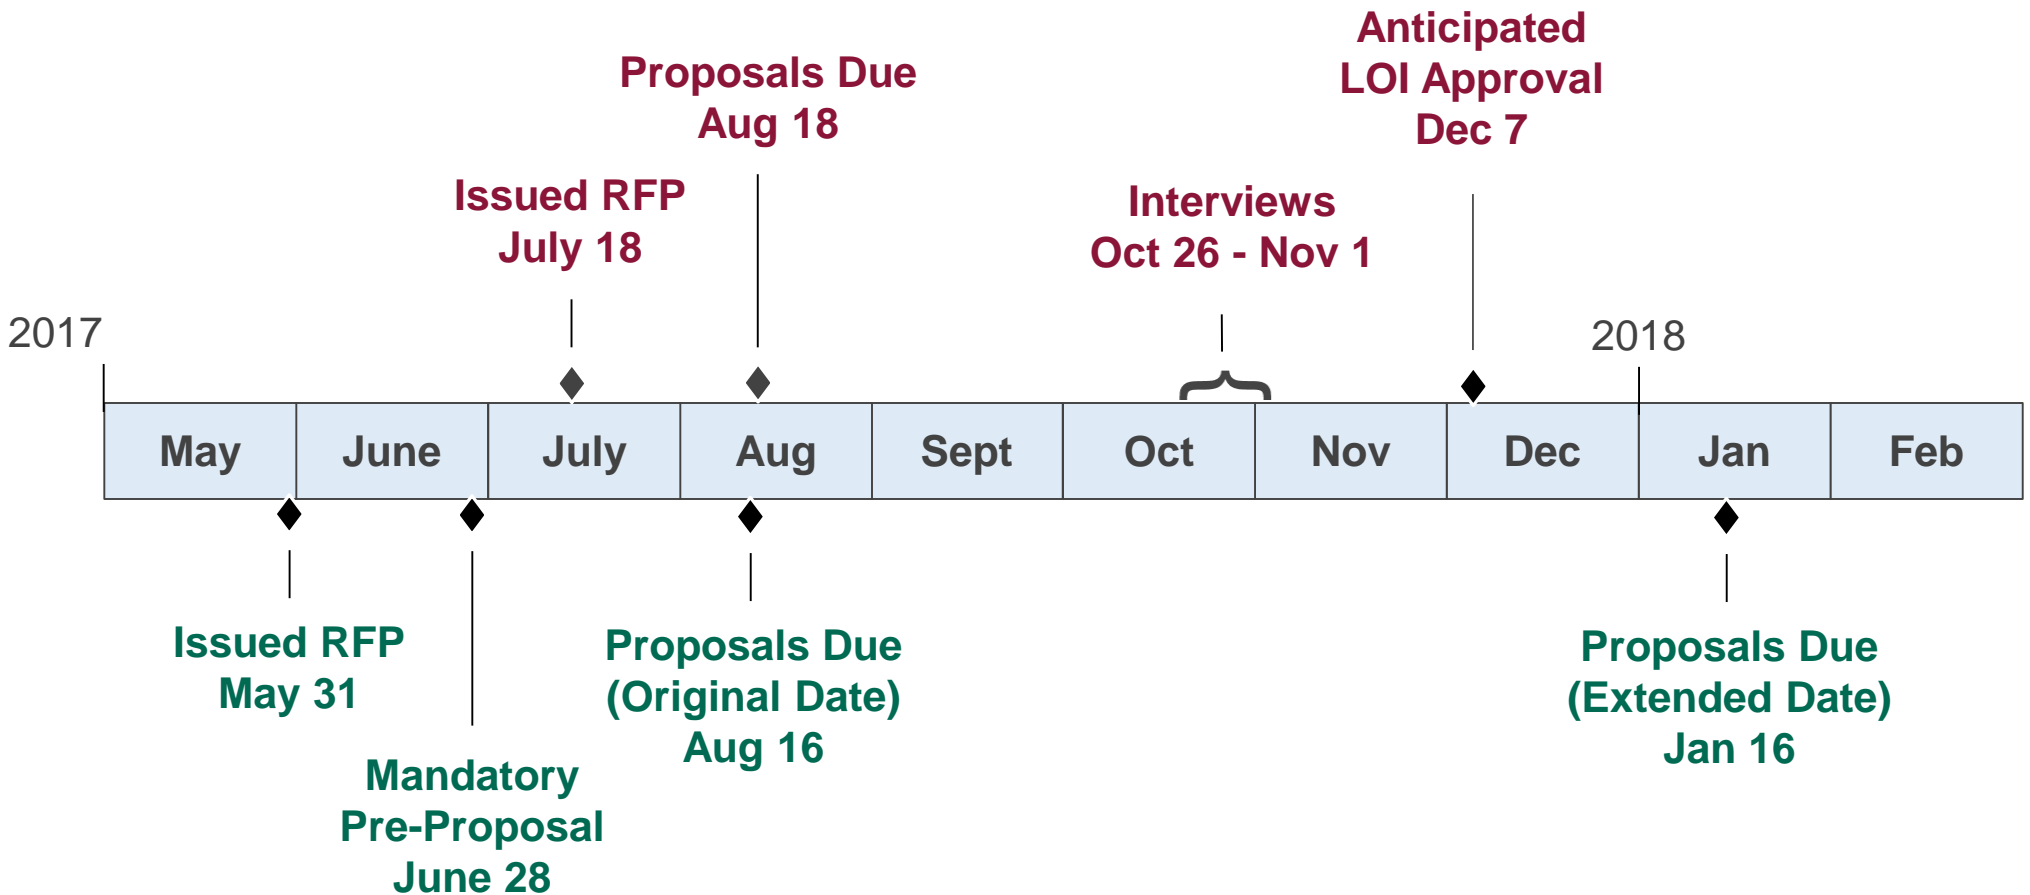 Anticipated
LOI Approval
Dec 7
Proposals Due
Aug 18
Issued RFP
July 18
Interviews
Oct 26 - Nov 1
2017
2018
May
June
July
Aug
Sept
Oct
Nov
Dec
Jan
Feb
Issued RFP
May 31
Mandatory
Pre-Proposal
June 28
Proposals Due
(Original Date)
Aug 16
Proposals Due
(Extended Date)
Jan 16